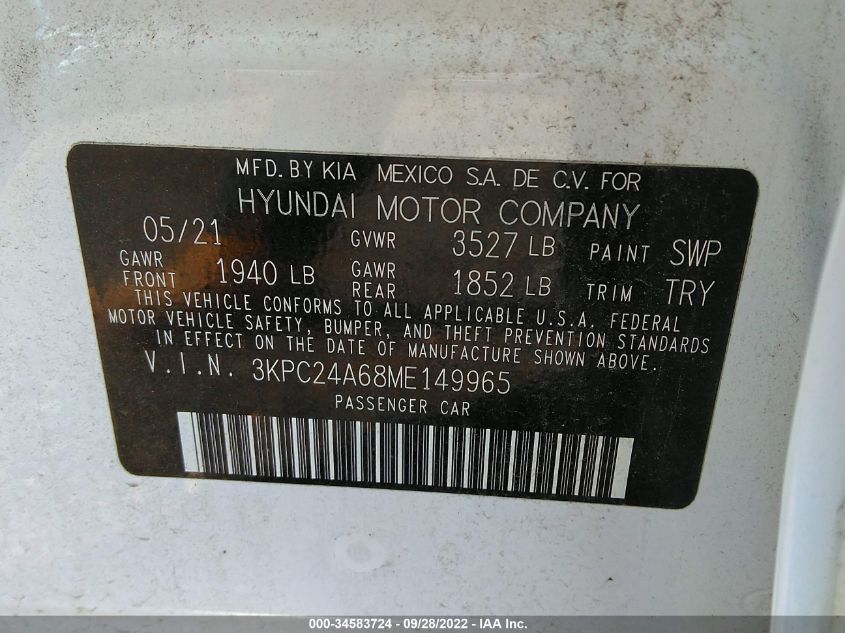 MFD. BY KIA MEXICO S.A. DE C.V. FOR
HYUNDAI MOTOR COMPANY
05/21 GVWR 3527 LB PAINT SWP
GAWR FRONT 1940 LB GAWR REAR 1852 LB TRIM TRY
THIS VEHICLE CONFORMS TO ALL APPLICABLE U.S.A. FEDERAL
MOTOR VEHICLE SAFETY, BUMPER, AND THEFT PREVENTION STANDARDS
IN EFFECT ON THE DATE OF MANUFACTURE SHOWN ABOVE.
V.I.N. 3KPC24A68ME149965
PASSENGER CAR
000-34583724 - 09/28/2022 - IAA Inc.